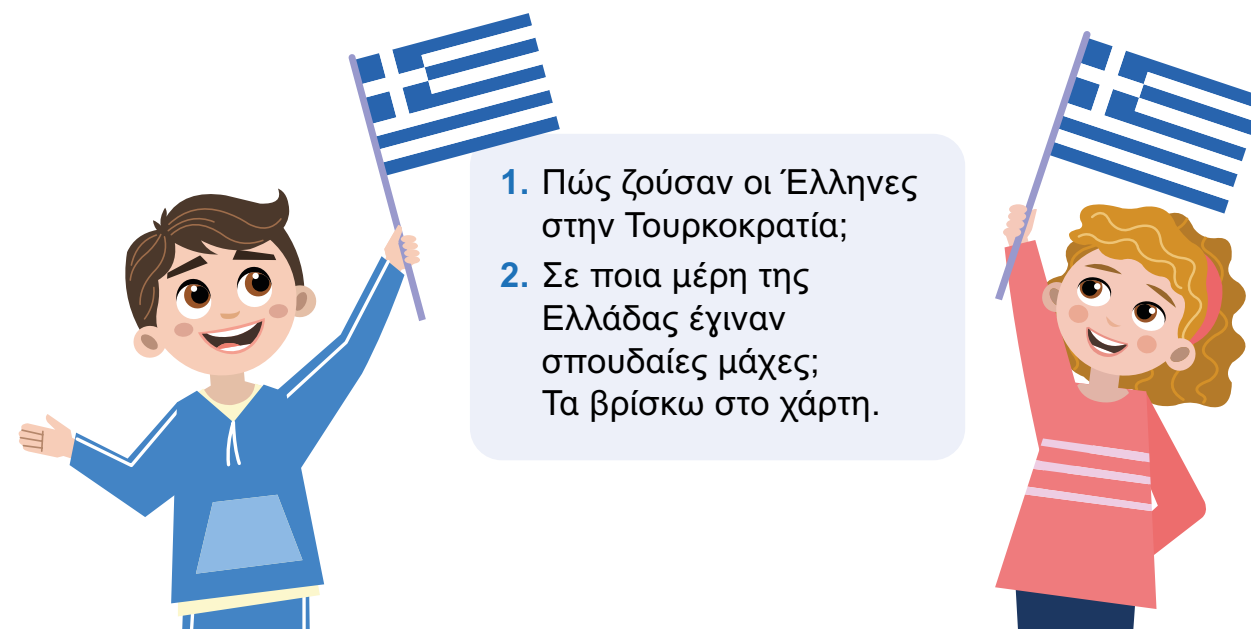 1. Πώς ζούσαν οι Έλληνες
στην Τουρκοκρατία;
2. Σε ποια μέρη της
Ελλάδας έγιναν
σπουδαίες μάχες;
Τα βρίσκω στο χάρτη.